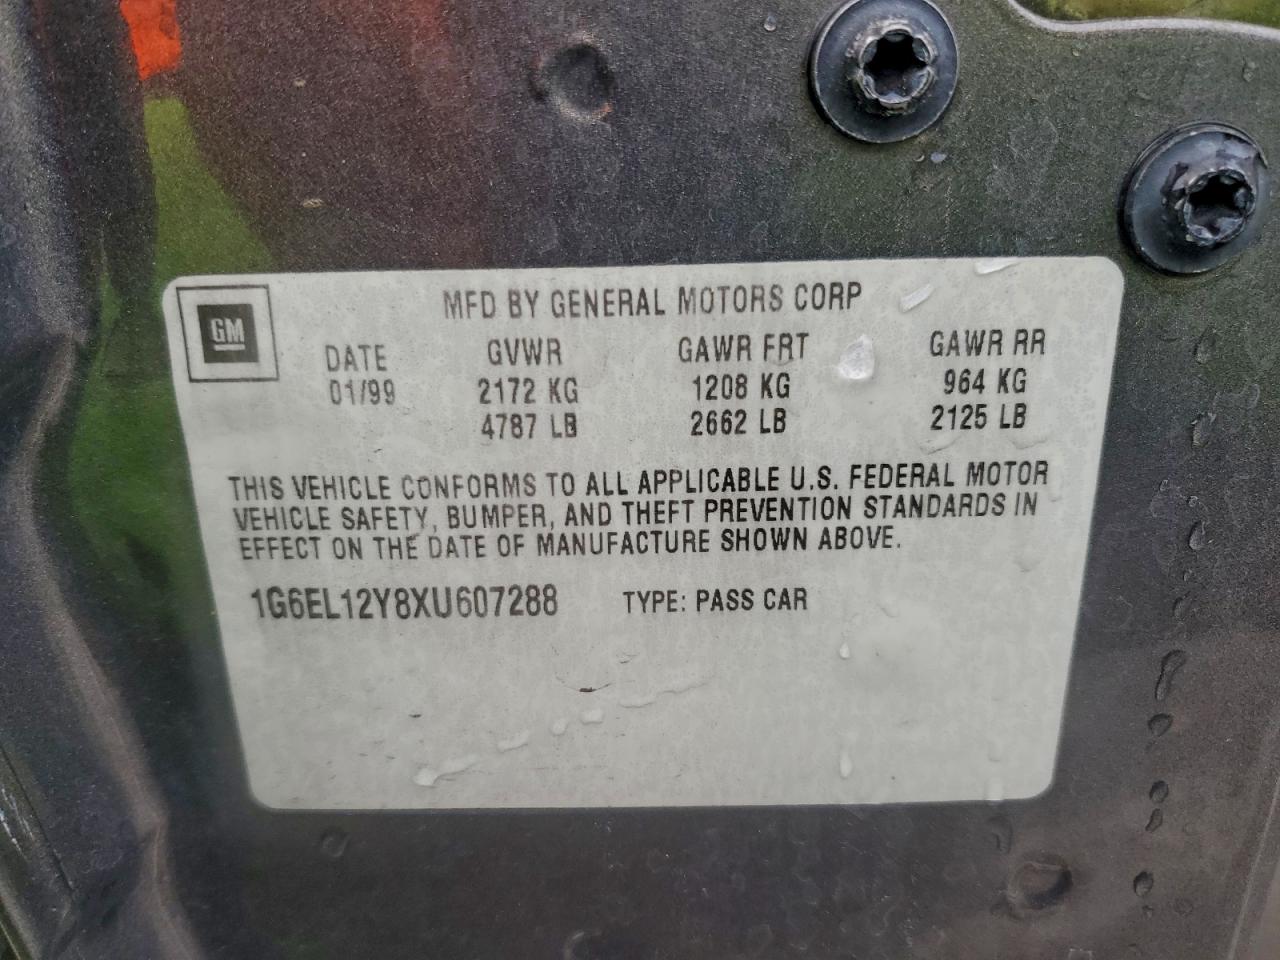 GM
MFD BY GENERAL MOTORS CORP
DATE GVWR GAWR FRT GAWR RR
01/99 2172 KG 1208 KG 964 KG
4787 LB 2662 LB 2125 LB
THIS VEHICLE CONFORMS TO ALL APPLICABLE U.S. FEDERAL MOTOR
VEHICLE SAFETY, BUMPER, AND THEFT PREVENTION STANDARDS IN
EFFECT ON THE DATE OF MANUFACTURE SHOWN ABOVE.
1G6EL12Y8XU607288 TYPE: PASS CAR